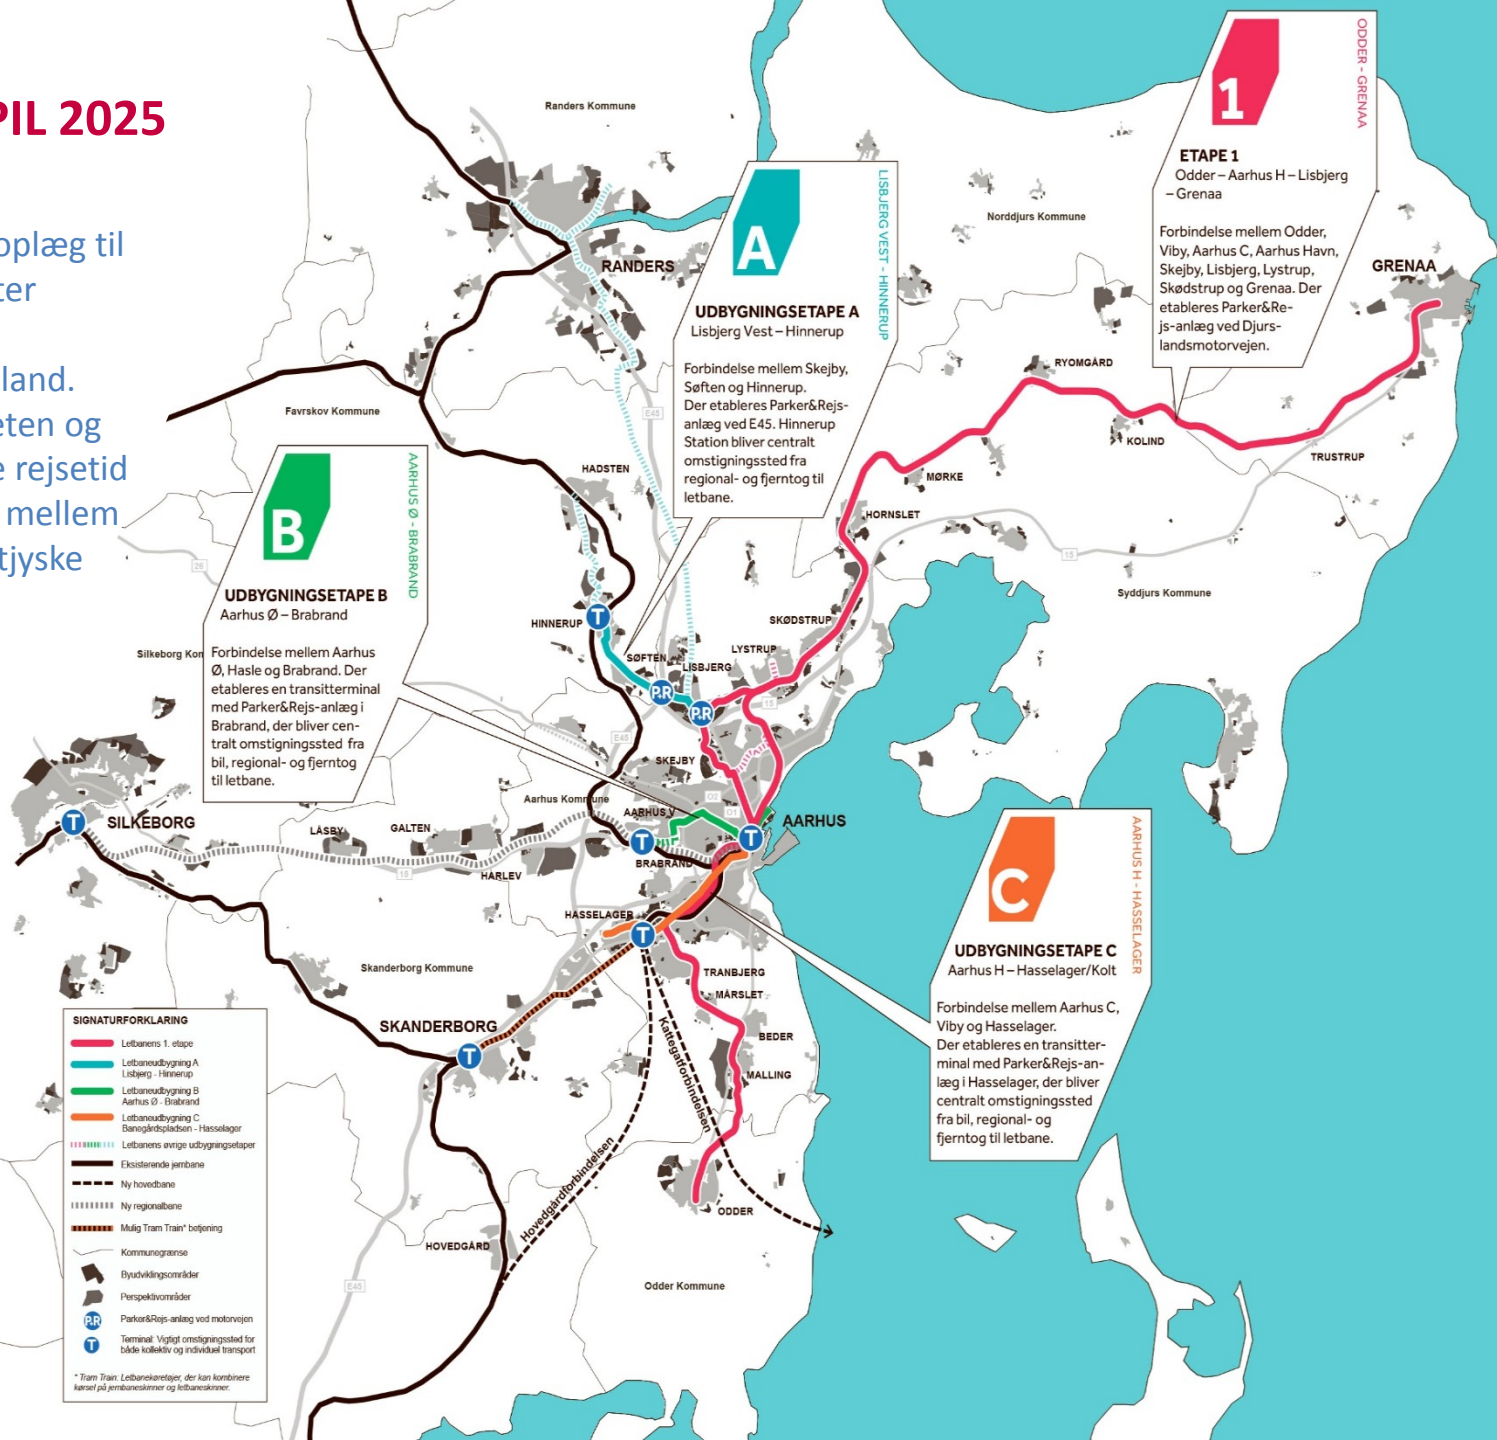 PIL 2025
oplæg til
ter
land.
eten og
e rejsetid
mellem
tjyske
1
ODDER - GRENAA
ETAPE 1
Odder – Aarhus H – Lisbjerg
– Grenaa
Forbindelse mellem Odder,
Viby, Aarhus C, Aarhus Havn,
Skejby, Lisbjerg, Lystrup,
Skødstrup og Grenaa. Der
etableres Parker&Re-
js-anlæg ved Djurs-
landsmotorvejen.
A
LISBJERG VEST - HINNERUP
UDBYGNINGSETAPE A
Lisbjerg Vest – Hinnerup
Forbindelse mellem Skejby,
Søften og Hinnerup.
Der etableres Parker&Rejs-
anlæg ved E45. Hinnerup
Station bliver centralt
omstigningssted fra
regional- og fjerntog til
letbane.
B
AARHUS Ø - BRABRAND
UDBYGNINGSETAPE B
Aarhus Ø – Brabrand
Forbindelse mellem Aarhus
Ø, Hasle og Brabrand. Der
etableres en transitterminal
med Parker&Rejs-anlæg i
Brabrand, der bliver cen-
tralt omstigningssted fra
bil, regional- og fjerntog
til letbane.
C
AARHUS H - HASSELAGER
UDBYGNINGSETAPE C
Aarhus H – Hasselager/Kolt
Forbindelse mellem Aarhus C,
Viby og Hasselager.
Der etableres en transitter-
minal med Parker&Rejs-an-
læg i Hasselager, der bliver
centralt omstigningssted
fra bil, regional- og
fjerntog til letbane.
Randers Kommune
Norddjurs Kommune
RANDERS
GRENAA
RYOMGÅRD
KOLIND
TRUSTRUP
E45
Favrskov Kommune
HADSTEN
MØRKE
HORNSLET
15
26
Syddjurs Kommune
T
HINNERUP
SKØDSTRUP
LYSTRUP
SØFTEN
LISBJERG
Silkeborg Kom
P.R
P.R
15
E45
SKEJBY
Aarhus Kommune
O2
O1
AARHUS V
AARHUS
T
T
T
SILKEBORG
LÅSBY
GALTEN
HARLEV
BRABRAND
18
HASSELAGER
T
Skanderborg Kommune
TRANBJERG
MÅRSLET
BEDER
MALLING
SKANDERBORG
T
Kattegatforbindelsen
Hovedgårdforbindelsen
ODDER
HOVEDGÅRD
E45
Odder Kommune
SIGNATURFORKLARING
Letbanens 1. etape
Letbaneudbygning A
Lisbjerg - Hinnerup
Letbaneudbygning B
Aarhus Ø - Brabrand
Letbaneudbygning C
Banegårdspladsen - Hasselager
Letbanens øvrige udbygningsetaper
Eksisterende jernbane
Ny hovedbane
Ny regionalbane
Mulig Tram Train* betjening
Kommunegrænse
Byudviklingsområder
Perspektivområder
P.R Parker&Rejs-anlæg ved motorvejen
T Terminal: Vigtigt omstigningssted for
både kollektiv og individuel transport
* Tram Train: Letbanekøretøjer, der kan kombinere
kørsel på jernbaneskinner og letbaneskinner.